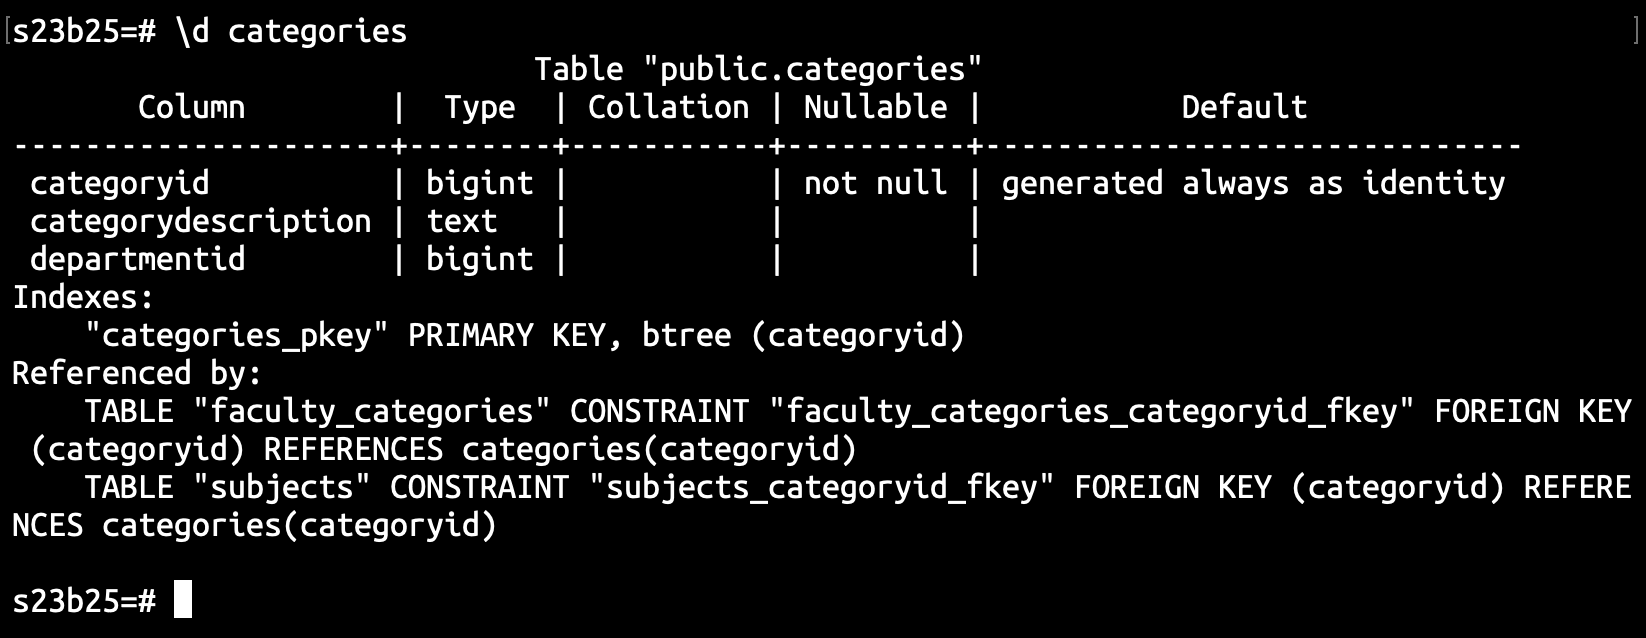 [s23b25=# \d categories ]
                             Table "public.categories"
       Column        |  Type  | Collation | Nullable |           Default
---------------------+--------+-----------+----------+------------------------------
 categoryid          | bigint |           | not null | generated always as identity
 categorydescription | text   |           |          |
 departmentid        | bigint |           |          |
Indexes:
    "categories_pkey" PRIMARY KEY, btree (categoryid)
Referenced by:
    TABLE "faculty_categories" CONSTRAINT "faculty_categories_categoryid_fkey" FOREIGN KEY
 (categoryid) REFERENCES categories(categoryid)
    TABLE "subjects" CONSTRAINT "subjects_categoryid_fkey" FOREIGN KEY (categoryid) REFERE
NCES categories(categoryid)
s23b25=#